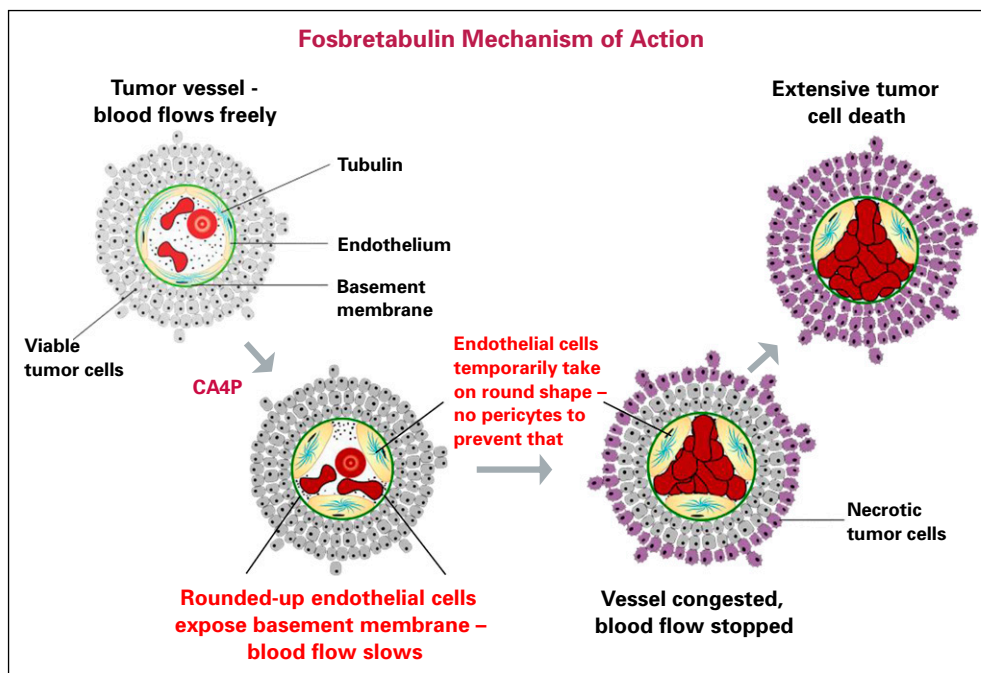 Fosbretabulin Mechanism of Action
Tumor vessel -
blood flows freely
Tubulin
Endothelium
Basement
membrane
Viable
tumor cells
CA4P
Rounded-up endothelial cells
expose basement membrane –
blood flow slows
Endothelial cells
temporarily take
on round shape –
no pericytes to
prevent that
Necrotic
tumor cells
Vessel congested,
blood flow stopped
Extensive tumor
cell death